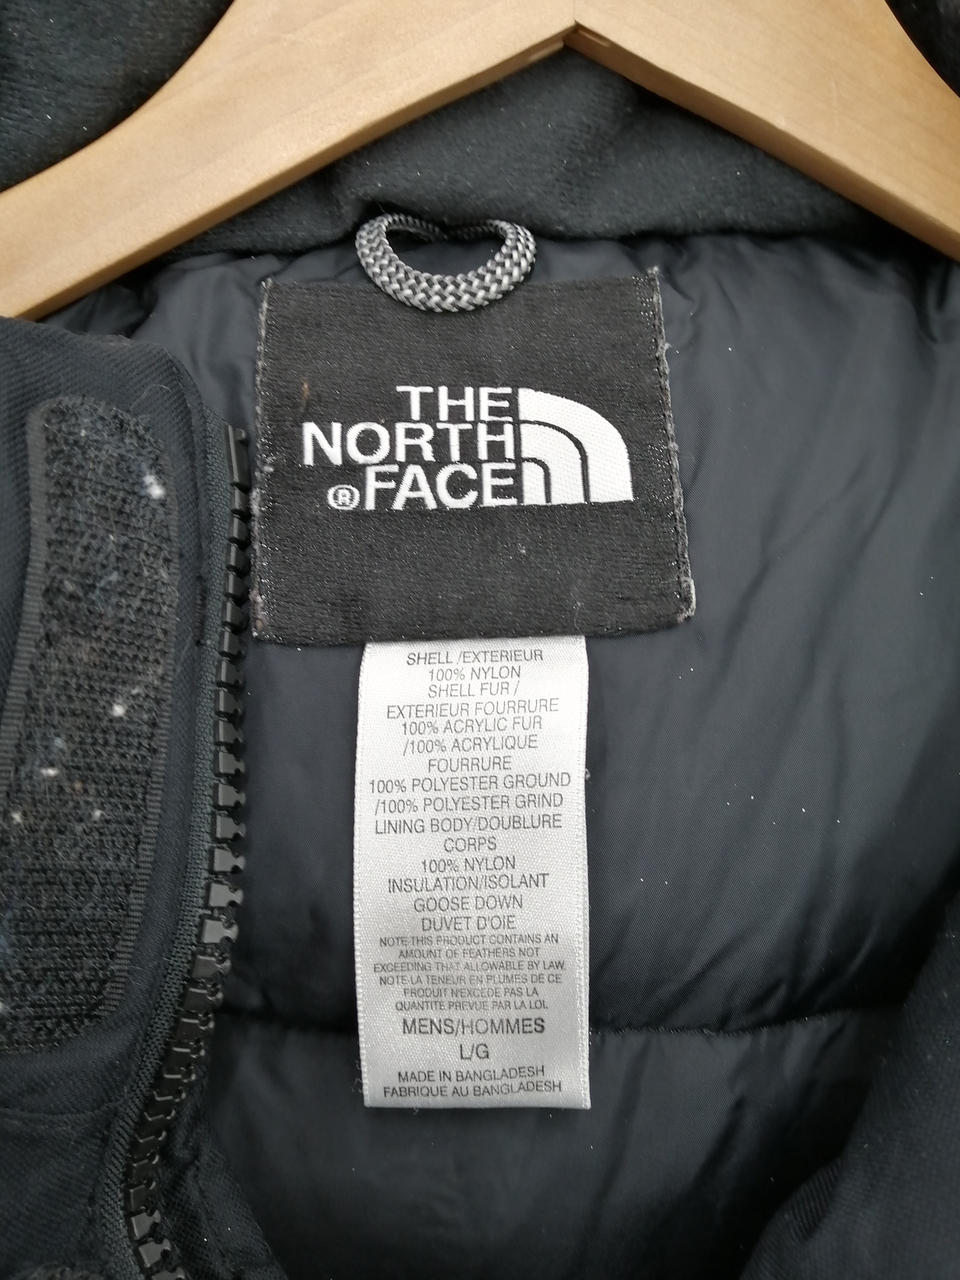 THE
NORTH
® FACE
SHELL /EXTERIEUR
100% NYLON
SHELL FUR /
EXTERIEUR FOURRURE
100% ACRYLIC FUR
/100% ACRYLIQUE
FOURRURE
100% POLYESTER GROUND
/100% POLYESTER GRIND
LINING BODY/DOUBLURE
CORPS
100% NYLON
INSULATION/ISOLANT
GOOSE DOWN
DUVET D'OIE
NOTE-THIS PRODUCT CONTAINS AN
AMOUNT OF FEATHERS NOT
EXCEEDING THAT ALLOWABLE BY LAW.
NOTE-LA TENEUR EN PLUMES DE CE
PRODUIT N'EXCEDE PAS LA
QUANTITE PREVUE PAR LA LOI.
MENS/HOMMES
L/G
MADE IN BANGLADESH
FABRIQUE AU BANGLADESH